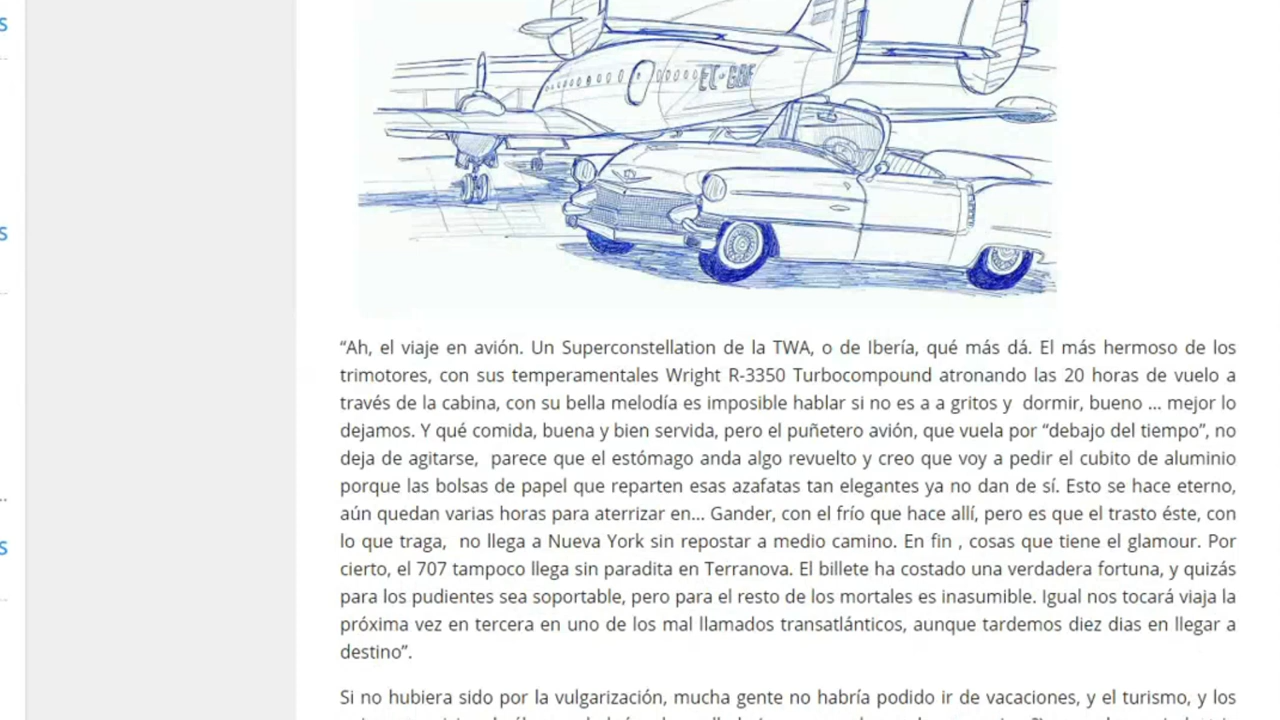 EC-
“Ah, el viaje en avión. Un Superconstellation de la TWA, o de Ibería, qué más dá. El más hermoso de los
trimotores, con sus temperamentales Wright R-3350 Turbocompound atronando las 20 horas de vuelo a
través de la cabina, con su bella melodía es imposible hablar si no es a a gritos y  dormir, bueno ... mejor lo
dejamos. Y qué comida, buena y bien servida, pero el puñetero avión, que vuela por “debajo del tiempo”, no
deja de agitarse,  parece que el estómago anda algo revuelto y creo que voy a pedir el cubito de aluminio
porque las bolsas de papel que reparten esas azafatas tan elegantes ya no dan de sí. Esto se hace eterno,
aún quedan varias horas para aterrizar en... Gander, con el frío que hace allí, pero es que el trasto éste, con
lo que traga,  no llega a Nueva York sin repostar a medio camino. En fin , cosas que tiene el glamour. Por
cierto, el 707 tampoco llega sin paradita en Terranova. El billete ha costado una verdadera fortuna, y quizás
para los pudientes sea soportable, pero para el resto de los mortales es inasumible. Igual nos tocará viaja la
próxima vez en tercera en uno de los mal llamados transatlánticos, aunque tardemos diez dias en llegar a
destino”.
Si no hubiera sido por la vulgarización, mucha gente no habría podido ir de vacaciones, y el turismo, y los